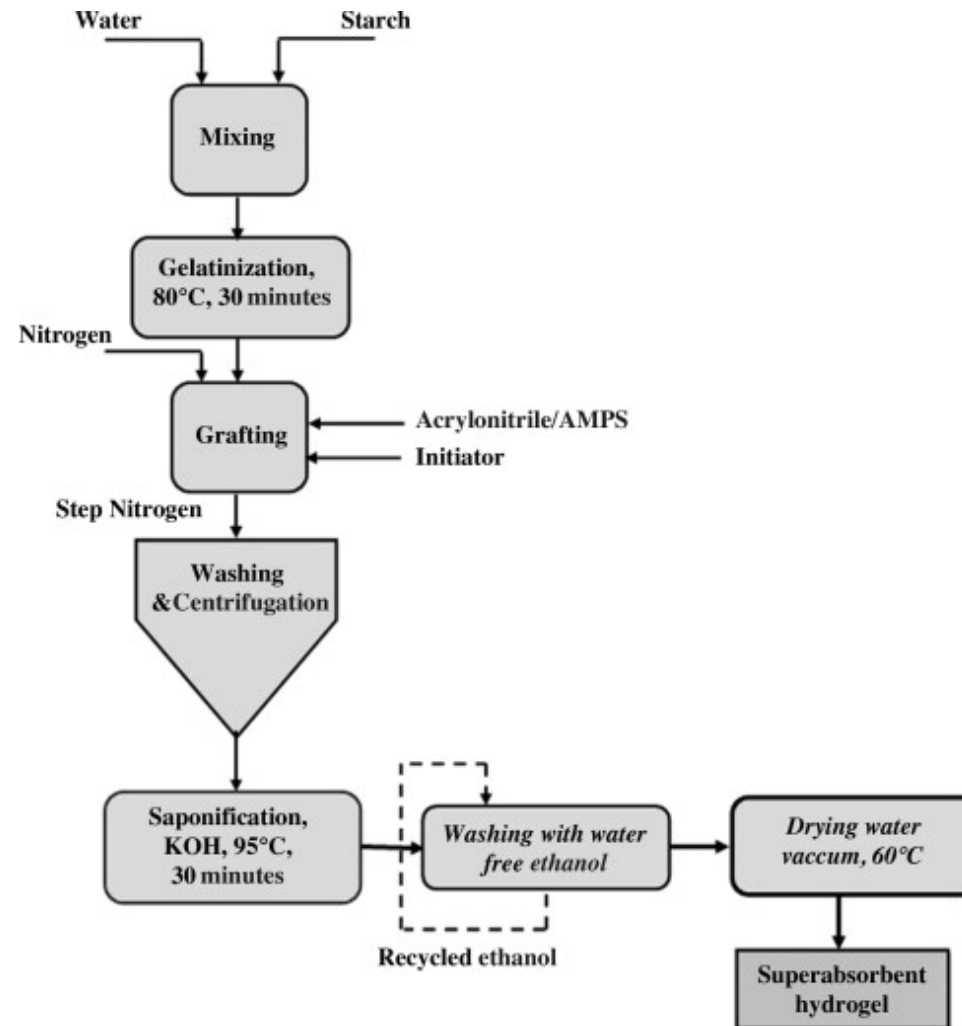 Water
Starch
Mixing
Gelatinization,
80°C, 30 minutes
Nitrogen
Grafting
Acrylonitrile/AMPS
Initiator
Step Nitrogen
Washing
&Centrifugation
Saponification,
KOH, 95°C,
30 minutes
Washing with water
free ethanol
Drying water
vaccum, 60°C
Recycled ethanol
Superabsorbent
hydrogel